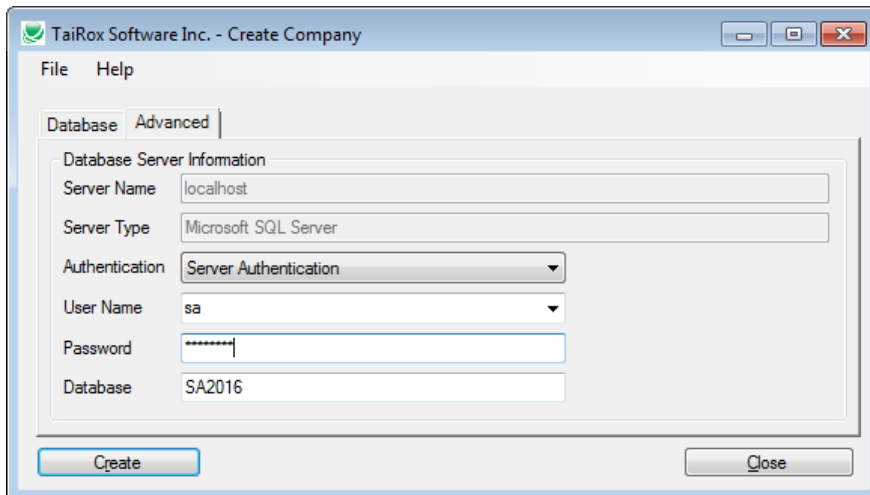 TaiRox Software Inc. - Create Company
File Help
Database Advanced
Database Server Information
Server Name localhost
Server Type Microsoft SQL Server
Authentication Server Authentication
User Name sa
Password ********
Database SA2016
Create Close